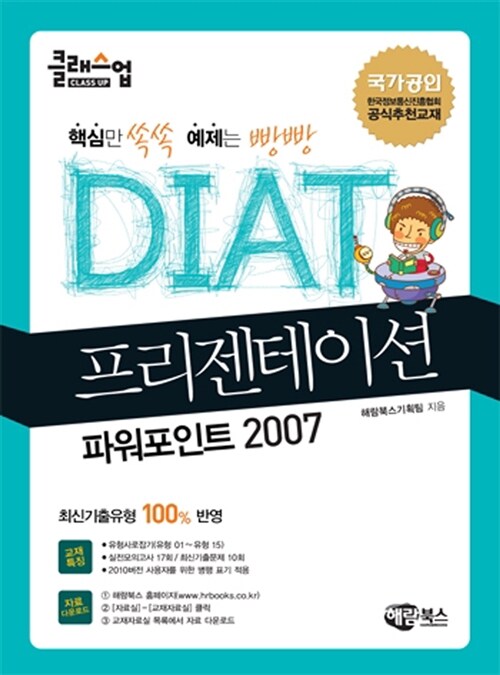 클래스업
CLASS UP
국가공인
한국정보통신진흥협회
공식추천교재
핵심만 쏙쏙 예제는 빵빵
DIAT
프리젠테이션
해람북스기획팀 지음
파워포인트 2007
최신기출유형 100% 반영
교재
특징
• 유형사로잡기(유형 01~유형 15)
• 실전모의고사 17회 / 최신기출문제 10회
• 2010버전 사용자를 위한 병행 표기 적용
자료
다운로드
① 해람북스 홈페이지(www.hrbooks.co.kr)
② [자료실]-[교재자료실] 클릭
③ 교재자료실 목록에서 자료 다운로드
해람북스